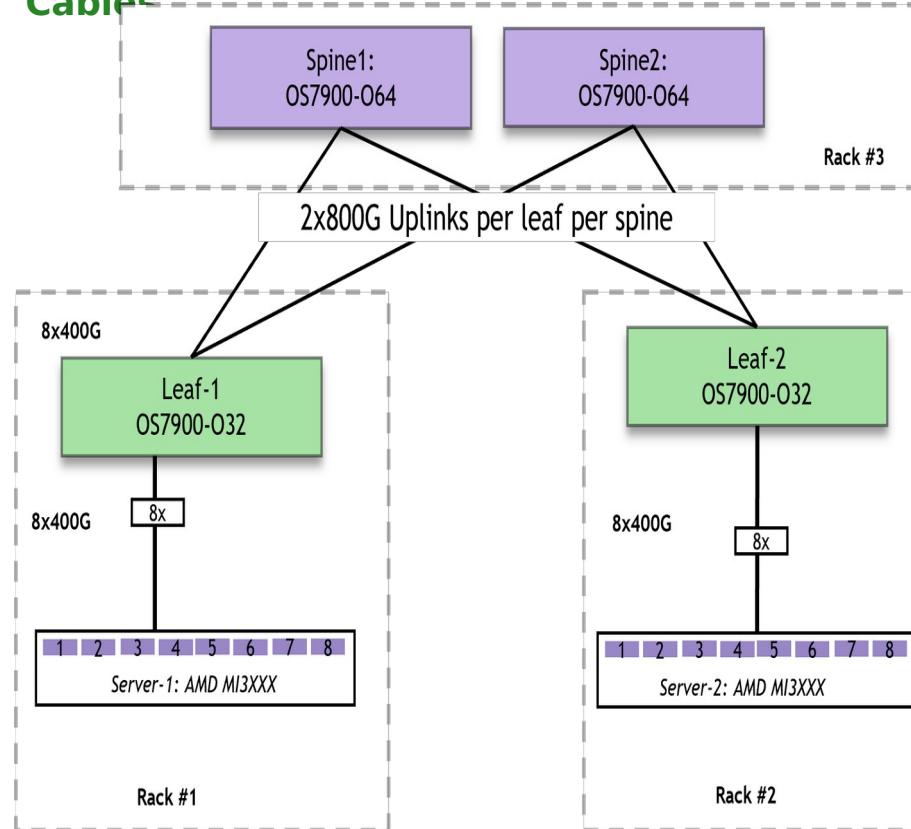 Cables
Spine1:
OS7900-O64
Spine2:
OS7900-O64
Rack #3
2x800G Uplinks per leaf per spine
8x400G
Leaf-1
OS7900-O32
Leaf-2
OS7900-O32
8x400G
8x
8x400G
8x
1 2 3 4 5 6 7 8
Server-1: AMD MI3XXX
1 2 3 4 5 6 7 8
Server-2: AMD MI3XXX
Rack #1
Rack #2